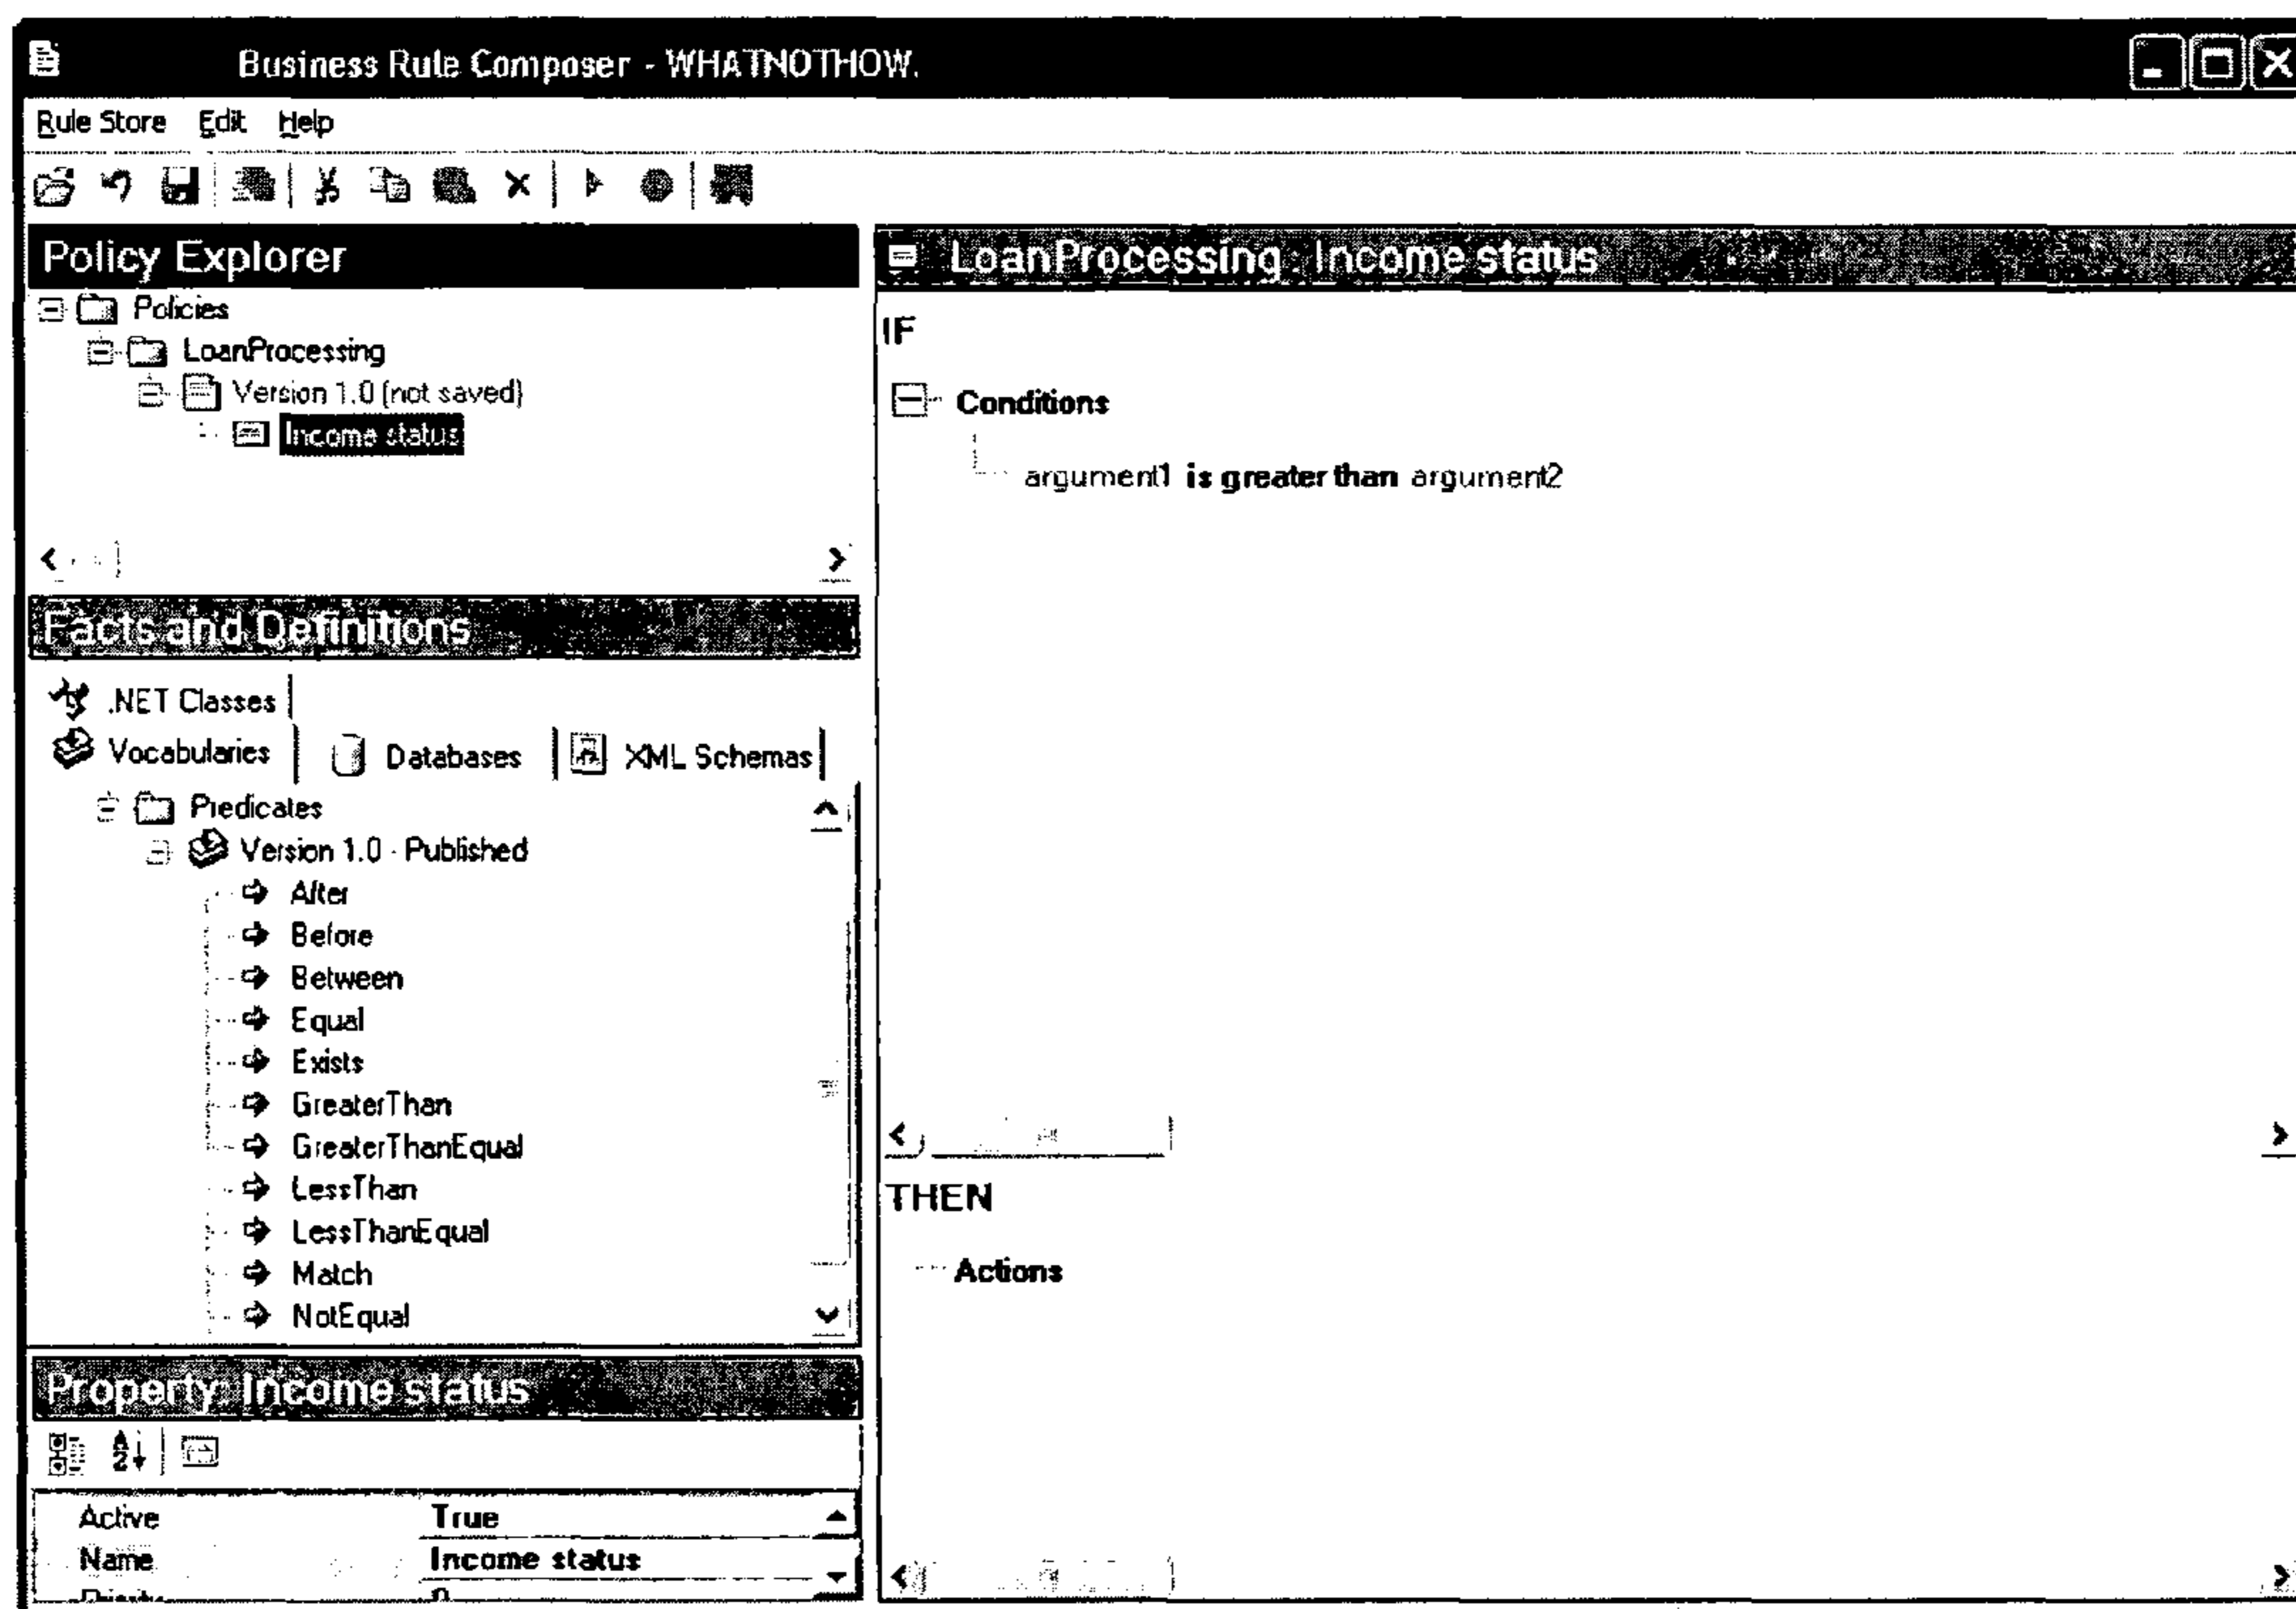 Business Rule Composer - WHATNOTHOW.
Rule Store Edit Help
Policy Explorer
Policies
LoanProcessing
Version 1.0 (not saved)
Income status
Facts and Definitions
.NET Classes
Vocabularies Databases XML Schemas
Predicates
Version 1.0 - Published
After
Before
Between
Equal
Exists
GreaterThan
GreaterThanEqual
LessThan
LessThanEqual
Match
NotEqual
Property: Income status
Active True
Name Income status
LoanProcessing: Income status
IF
Conditions
argument1 is greater than argument2
THEN
Actions